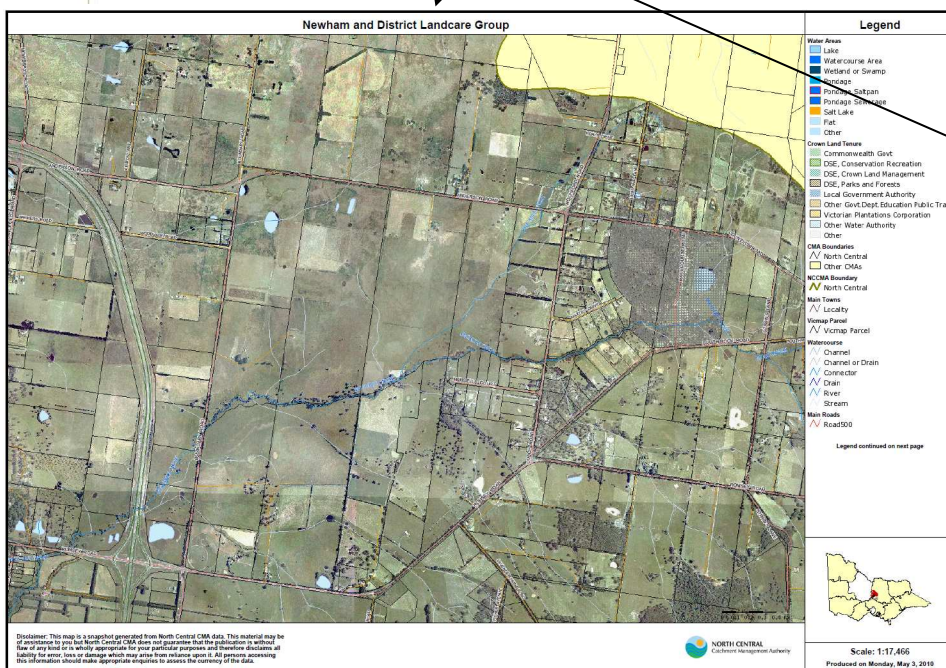 Newham and District Landcare Group
Legend
Water Areas
Lake
Watercourse Area
Wetland or Swamp
Pondage
Pondage Saltpan
Pondage Sewerage
Salt Lake
Flat
Other
Crown Land Tenure
Commonwealth Govt
DSE, Conservation Recreation
DSE, Crown Land Management
DSE, Parks and Forests
Local Government Authority
Other Govt.Dept.Education Public Tra
Victorian Plantations Corporation
Other Water Authority
Other
CMA Boundaries
North Central
Other CMAs
NCCMA Boundary
North Central
Main Towns
Locality
Vicmap Parcel
Vicmap Parcel
Watercourse
Channel
Channel or Drain
Connector
Drain
River
Stream
Main Roads
Road500
Legend continued on next page
Disclaimer: This map is a snapshot generated from North Central CMA data. This material may be
of assistance to you but North Central CMA does not guarantee that the publication is without
flaw of any kind or is wholly appropriate for your particular purposes and therefore disclaims all
liability for error, loss or damage which may arise from reliance upon it. All persons accessing
this information should make appropriate enquiries to assess the currency of the data.
NORTH CENTRAL
Catchment Management Authority
Scale: 1:17,466
Produced on Monday, May 3, 2010